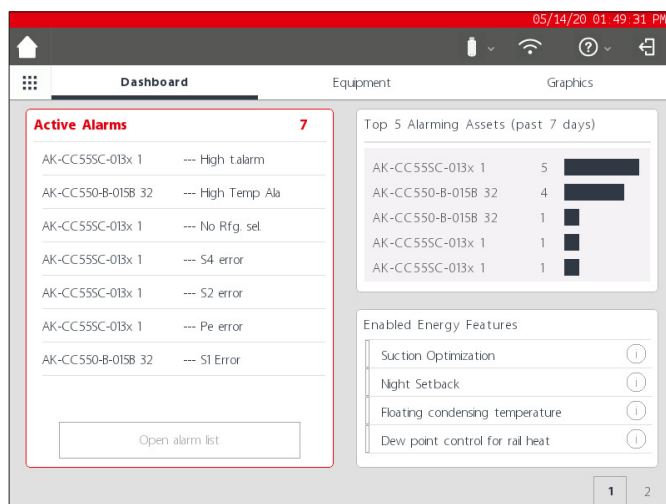 05/14/20 01:49:31 PM
Dashboard Equipment Graphics
Active Alarms 7
AK-CC55SC-013x 1 --- High t.alarm
AK-CC550-B-015B 32 --- High Temp Ala
AK-CC55SC-013x 1 --- No Rfg. sel.
AK-CC55SC-013x 1 --- S4 error
AK-CC55SC-013x 1 --- S2 error
AK-CC55SC-013x 1 --- Pe error
AK-CC550-B-015B 32 --- S1 Error
Open alarm list
Top 5 Alarming Assets (past 7 days)
AK-CC55SC-013x 1 5
AK-CC550-B-015B 32 4
AK-CC550-B-015B 32 1
AK-CC55SC-013x 1 1
AK-CC55SC-013x 1 1
Enabled Energy Features
Suction Optimization
Night Setback
Floating condensing temperature
Dew point control for rail heat
1 2